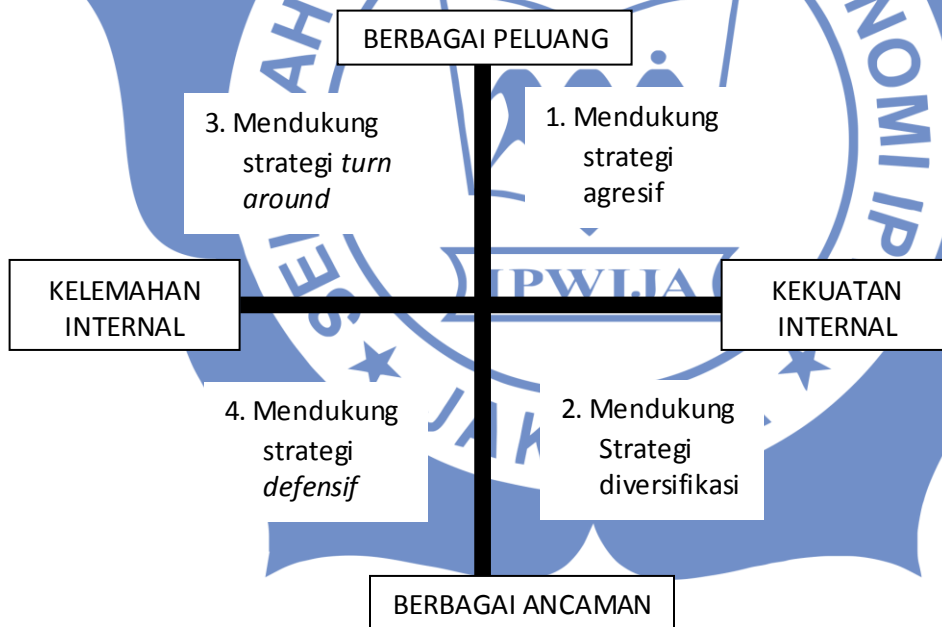 BERBAGAI PELUANG
3. Mendukung
strategi turn
around
1. Mendukung
strategi
agresif
KELEMAHAN
INTERNAL
IPWIJA
KEKUATAN
INTERNAL
4. Mendukung
strategi
defensif
2. Mendukung
Strategi
diversifikasi
BERBAGAI ANCAMAN